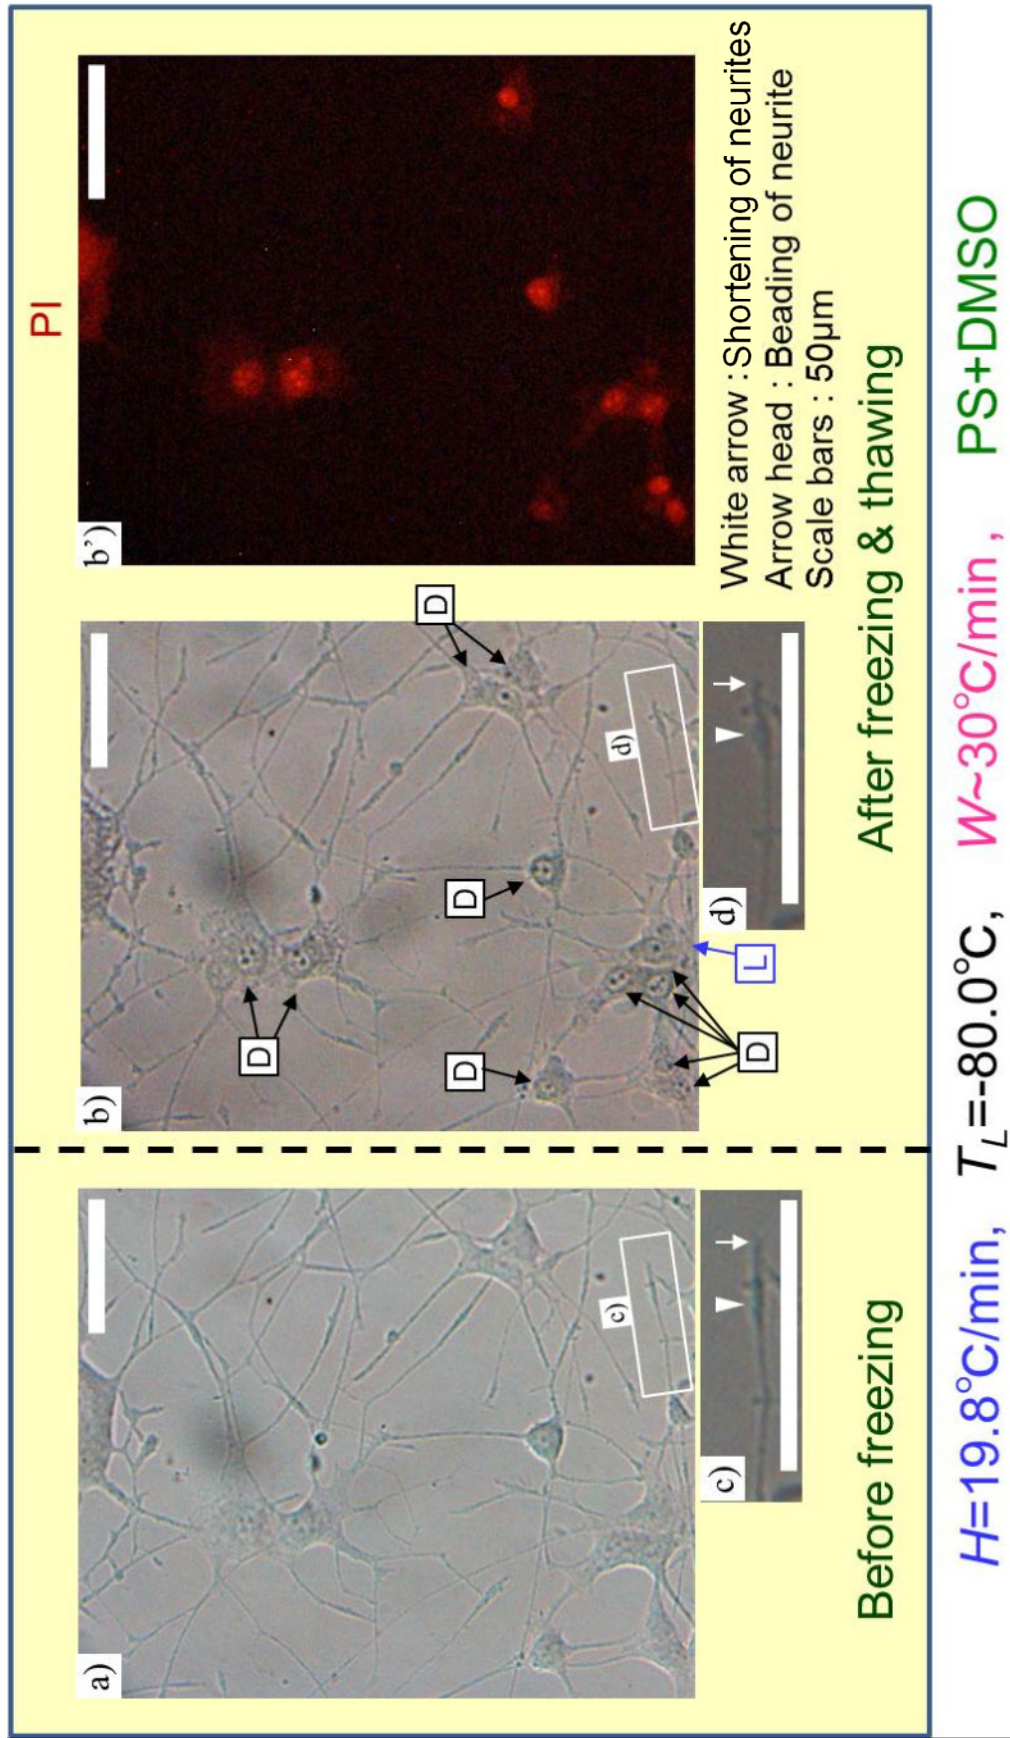 PI
a)
c)
b)
D
D
D
D
D
L
d)
b’)
c)
d)
White arrow : Shortening of neurites
Arrow head : Beading of neurite
Scale bars : 50μm
Before freezing
After freezing & thawing
H=19.8°C/min, T_L=-80.0°C, W~30°C/min, PS+DMSO